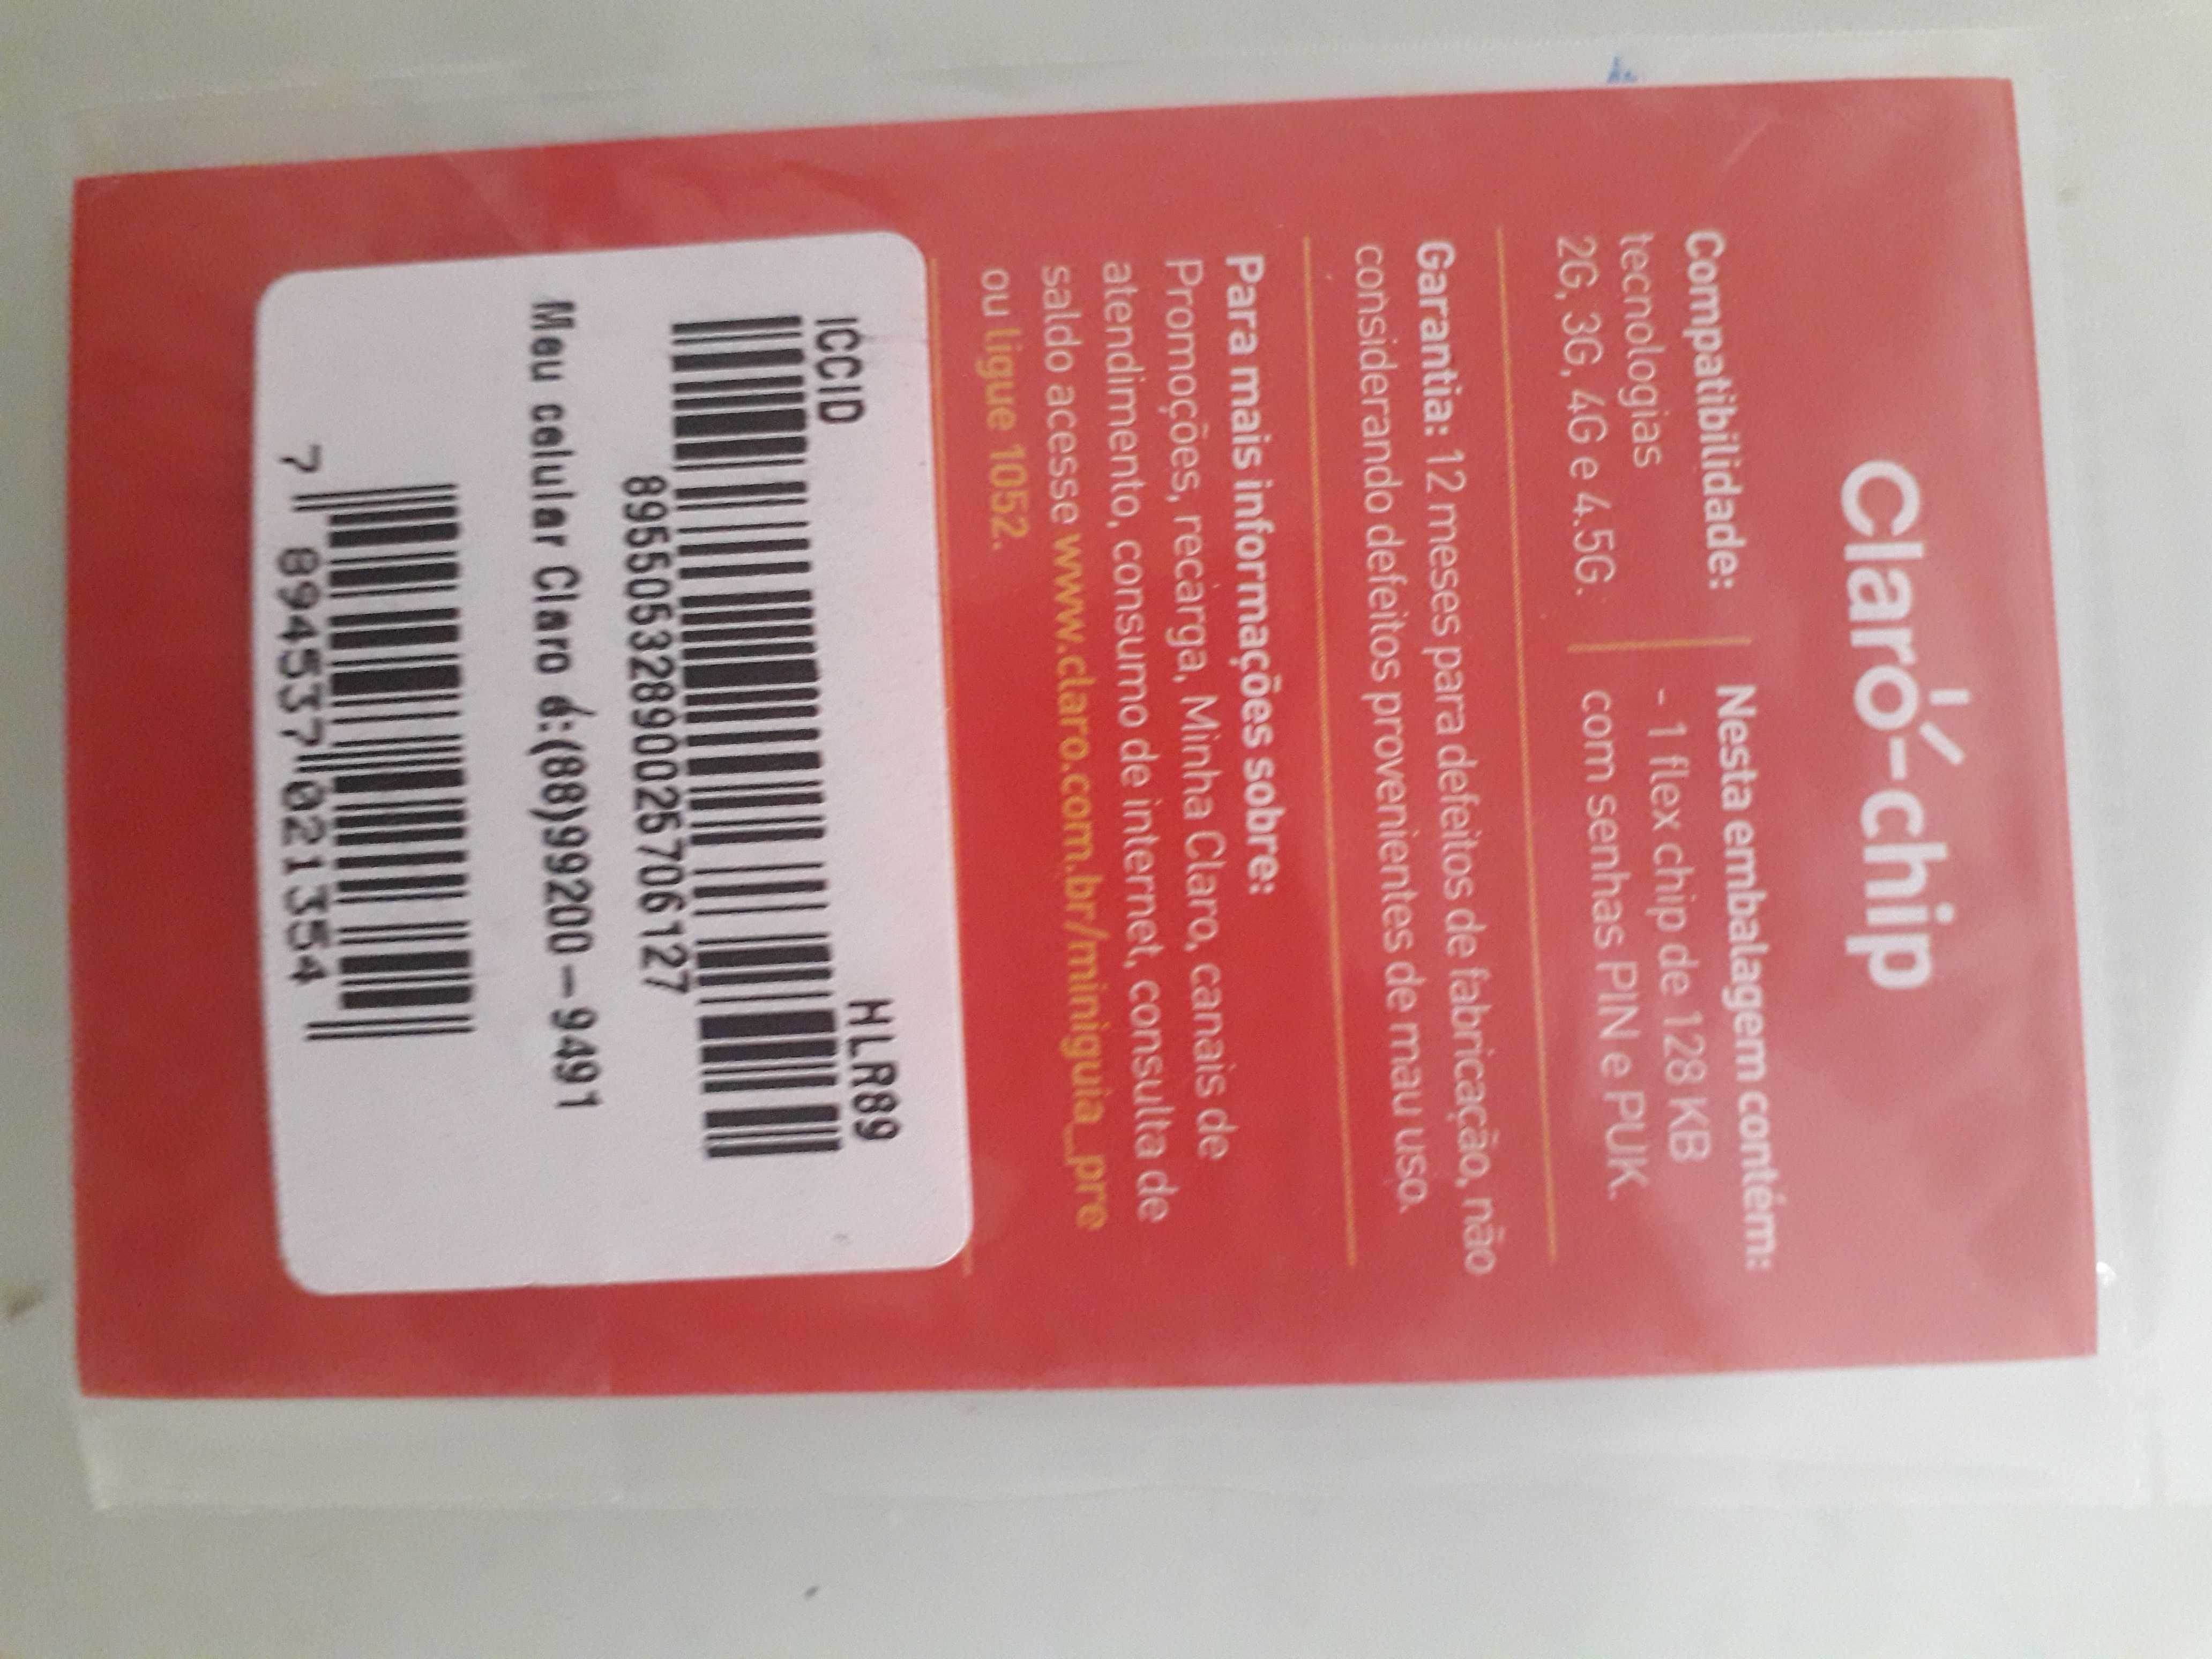 Claro-chip
Compatibilidade:
tecnologias
2G, 3G, 4G e 4.5G.
Nesta embalagem contém:
- 1 flex chip de 128 KB
com senhas PIN e PUK.
Garantia: 12 meses para defeitos de fabricação, não
considerando defeitos provenientes de mau uso.
Para mais informações sobre:
Promoções, recarga, Minha Claro, canais de
atendimento, consumo de internet, consulta de
saldo acesse www.claro.com.br/miniguia_pre
ou ligue 1052.
ICCID HLR89
89550532890025706127
Meu celular Claro é:(88)99200-9491
7 894537 021354